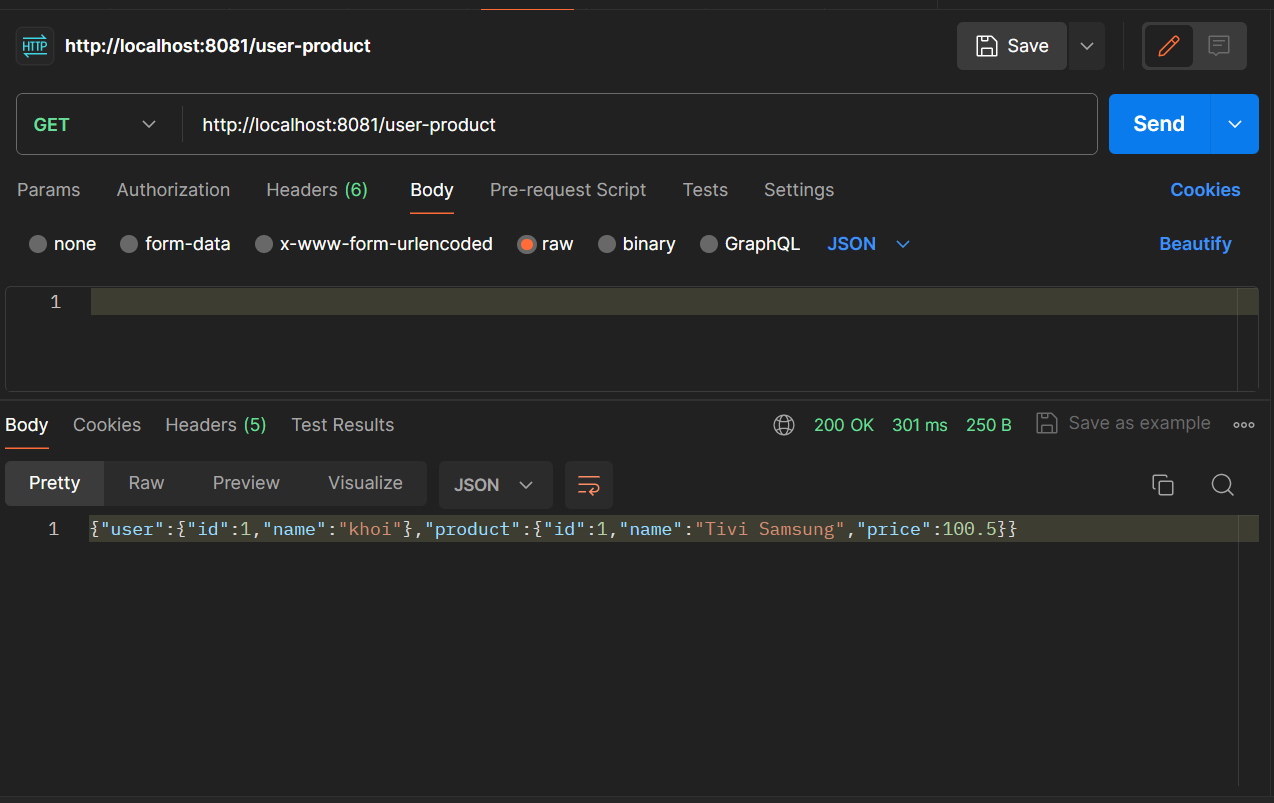 HTTP http://localhost:8081/user-product Save
GET http://localhost:8081/user-product Send
Params Authorization Headers (6) Body Pre-request Script Tests Settings Cookies
none form-data x-www-form-urlencoded raw binary GraphQL JSON Beautify
1
Body Cookies Headers (5) Test Results 200 OK 301 ms 250 B Save as example
Pretty Raw Preview Visualize JSON
1 {"user":{"id":1,"name":"khoi"},"product":{"id":1,"name":"Tivi Samsung","price":100.5}}